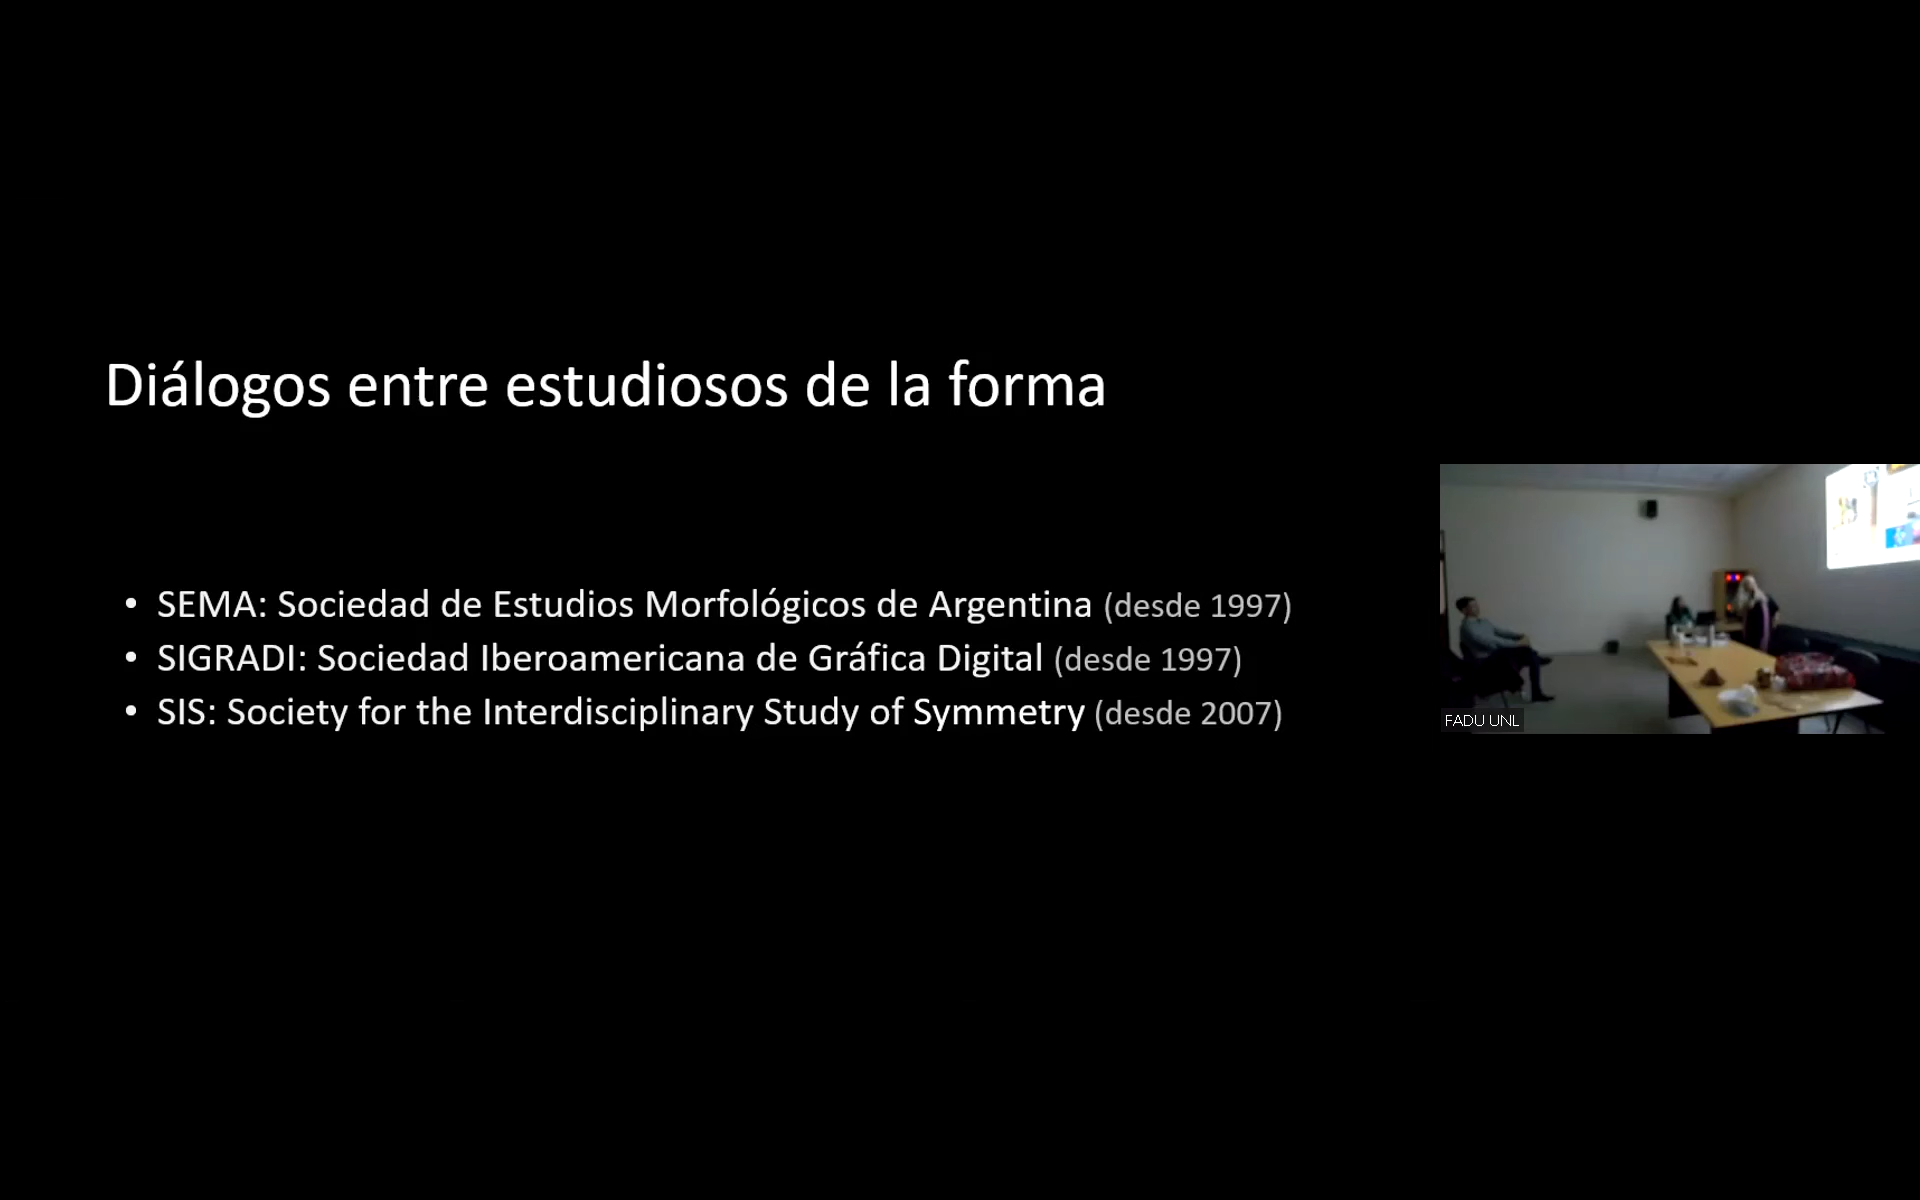 Diálogos entre estudiosos de la forma
• SEMA: Sociedad de Estudios Morfológicos de Argentina (desde 1997)
• SIGRADI: Sociedad Iberoamericana de Gráfica Digital (desde 1997)
• SIS: Society for the Interdisciplinary Study of Symmetry (desde 2007)
FADU UNL